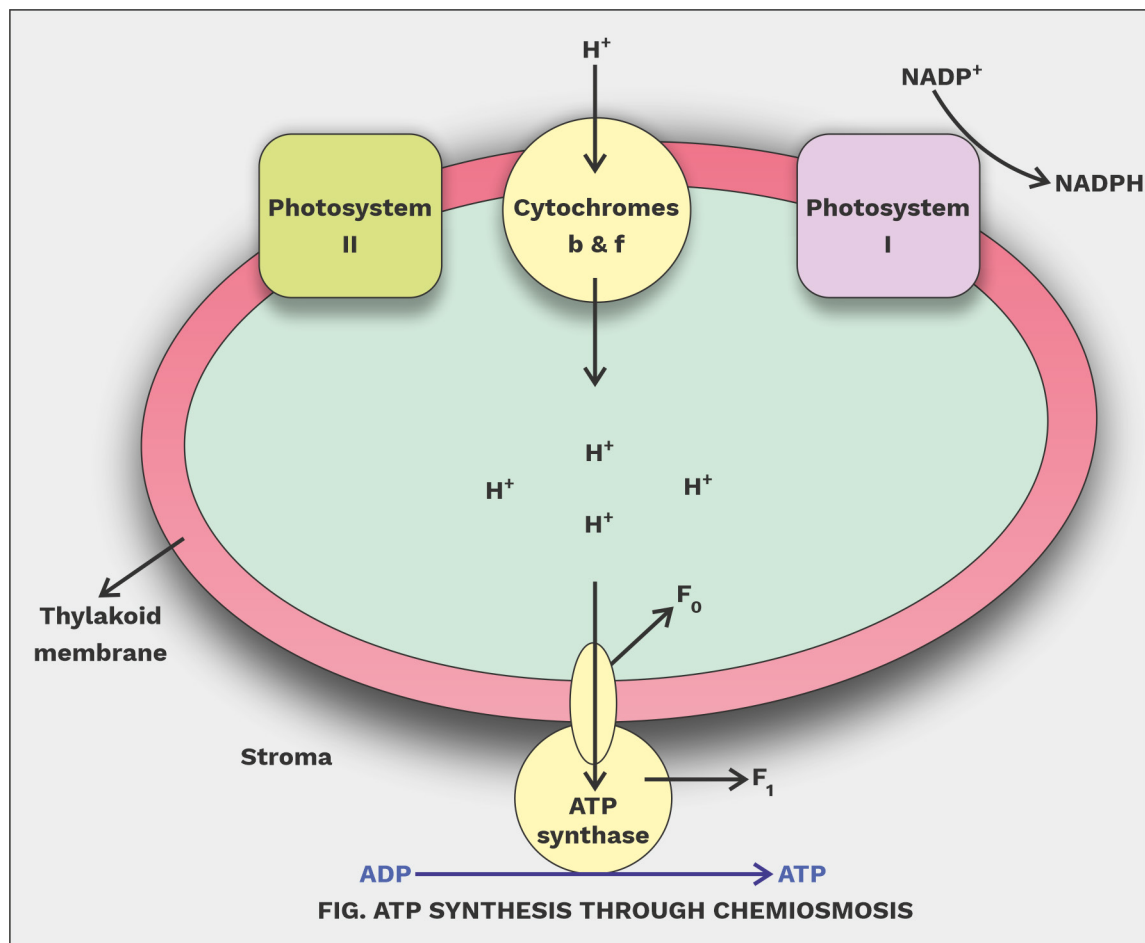 H⁺
NADP⁺
NADPH
Photosystem
II
Cytochromes
b & f
Photosystem
I
H⁺
H⁺
H⁺
H⁺
F₀
Thylakoid
membrane
Stroma
F₁
ATP
synthase
ADP
ATP
FIG. ATP SYNTHESIS THROUGH CHEMIOSMOSIS